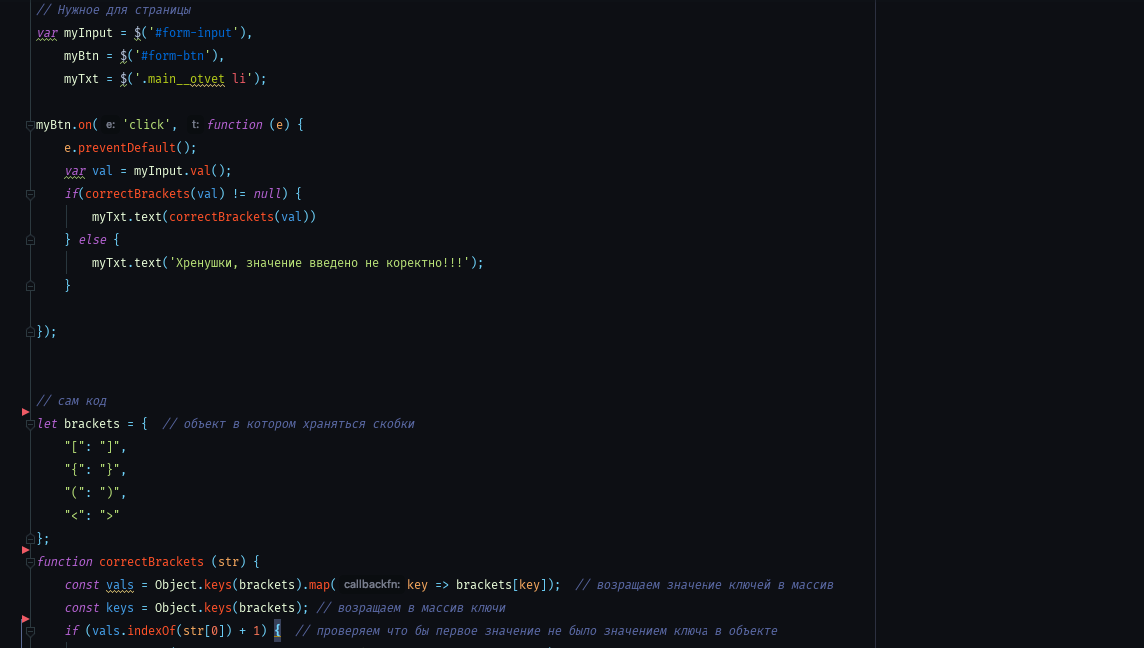 // Нужное для страницы
var myInput = $('#form-input'),
    myBtn = $('#form-btn'),
    myTxt = $('.main__otvet li');

myBtn.on( e: 'click', t: function (e) {
    e.preventDefault();
    var val = myInput.val();
    if(correctBrackets(val) != null) {
        myTxt.text(correctBrackets(val))
    } else {
        myTxt.text('Хренушки, значение введено не коректно!!!');
    }

});

// сам код
let brackets = {  // объект в котором храняться скобки
    "[": "]",
    "{": "}",
    "(": ")",
    "<": ">"
};
function correctBrackets (str) {
    const vals = Object.keys(brackets).map( callbackfn: key => brackets[key]);  // возращаем значение ключей в массив
    const keys = Object.keys(brackets); // возращаем в массив ключи
    if (vals.indexOf(str[0]) + 1) {  // проверяем что бы первое значение не было значением ключа в объекте